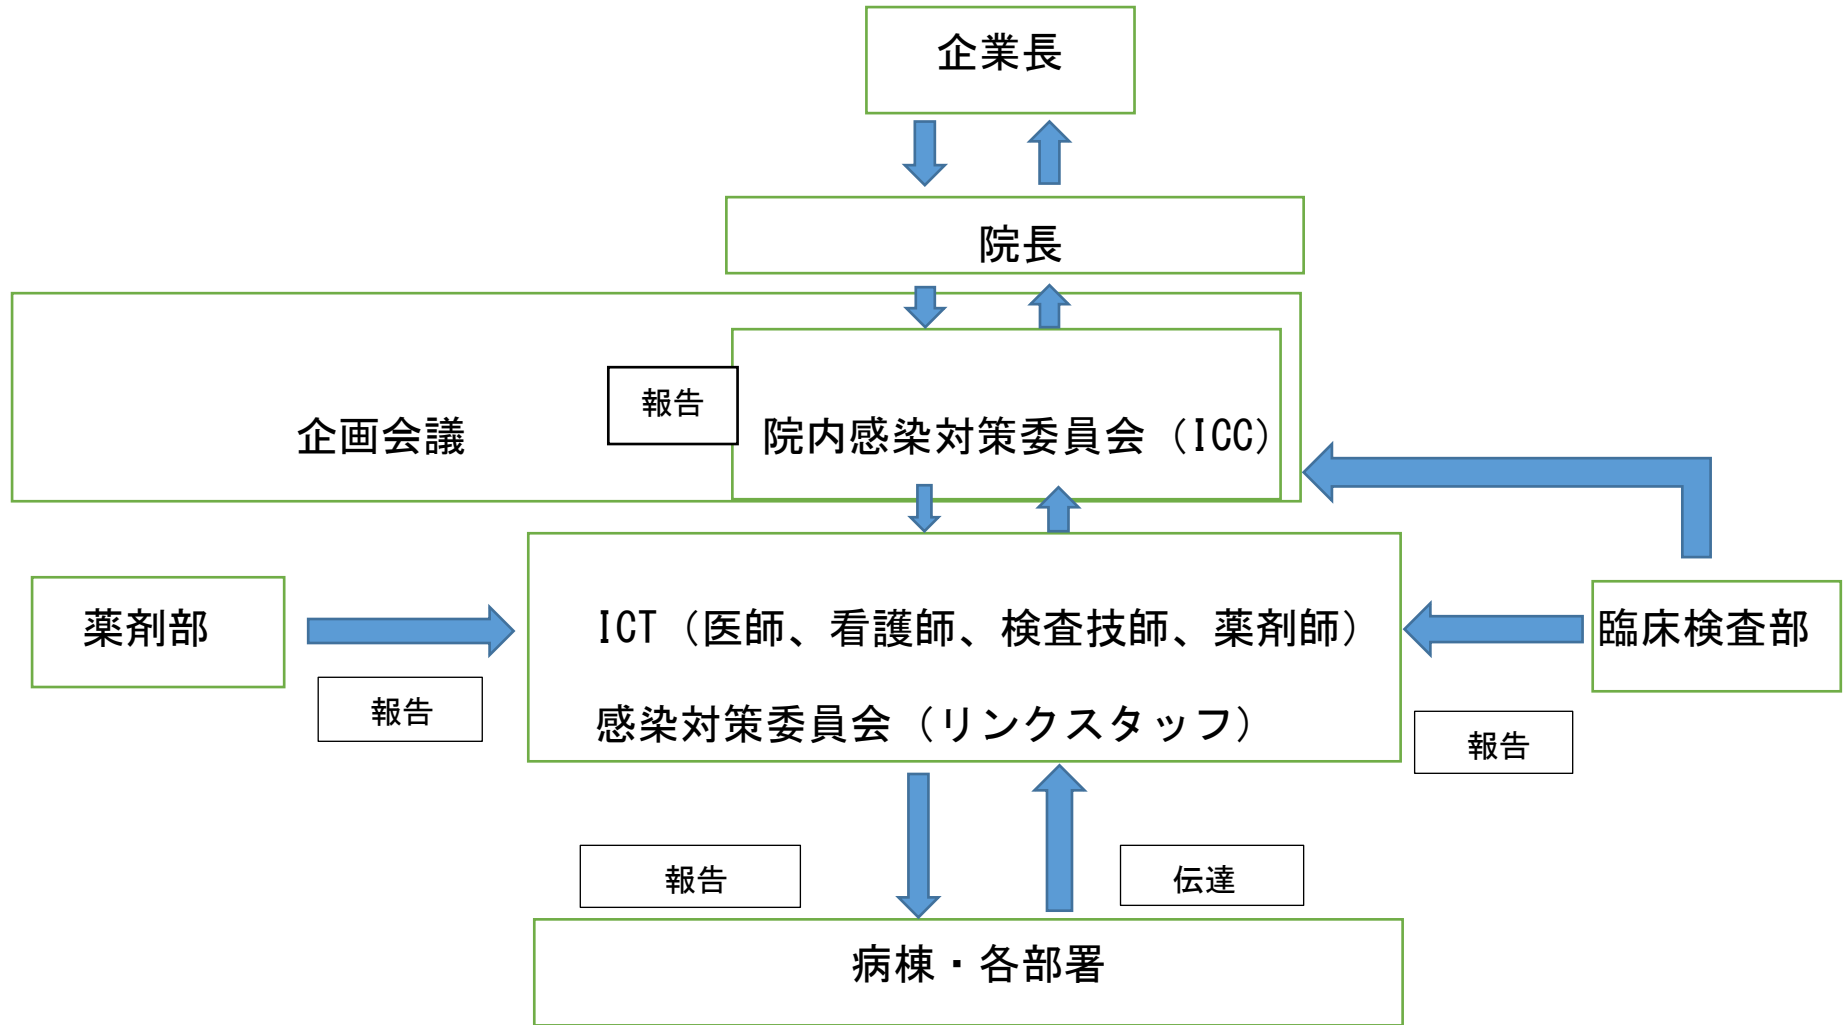 企業長
院長
報告
企画会議
院内感染対策委員会（ICC）
薬剤部
ICT（医師、看護師、検査技師、薬剤師）
臨床検査部
報告
感染対策委員会（リンクスタッフ）
報告
報告
伝達
病棟・各部署